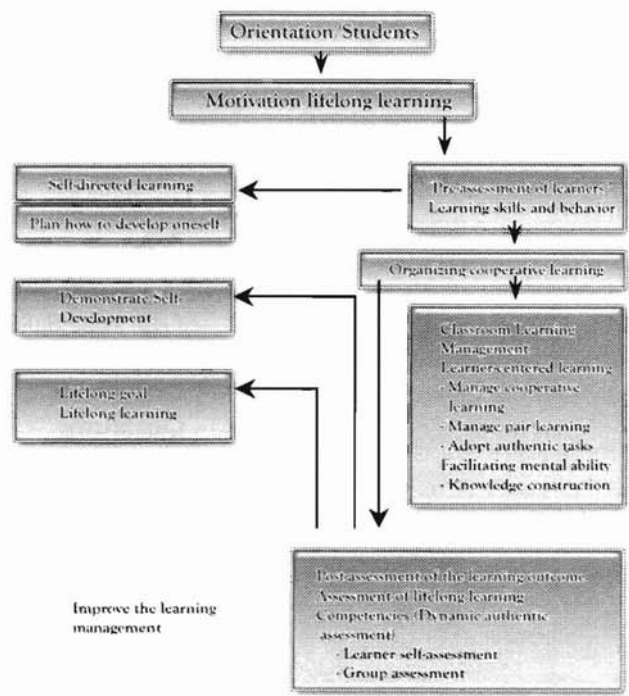 Orientation/Students
Motivation lifelong learning
Self-directed learning
Plan how to develop oneself
Pre-assessment of learners'
Learning skills and behavior
Organizing cooperative learning
Demonstrate Self-
Development
Classroom Learning
Management
Learner-centered learning
- Manage cooperative
learning
- Manage pair learning
- Adopt authentic tasks
Facilitating mental ability
- Knowledge construction
Lifelong goal
Lifelong learning
Post-assessment of the learning outcome
Assessment of lifelong learning
Competencies (Dynamic authentic
assessment)
- Learner self-assessment
- Group assessment
Improve the learning
management